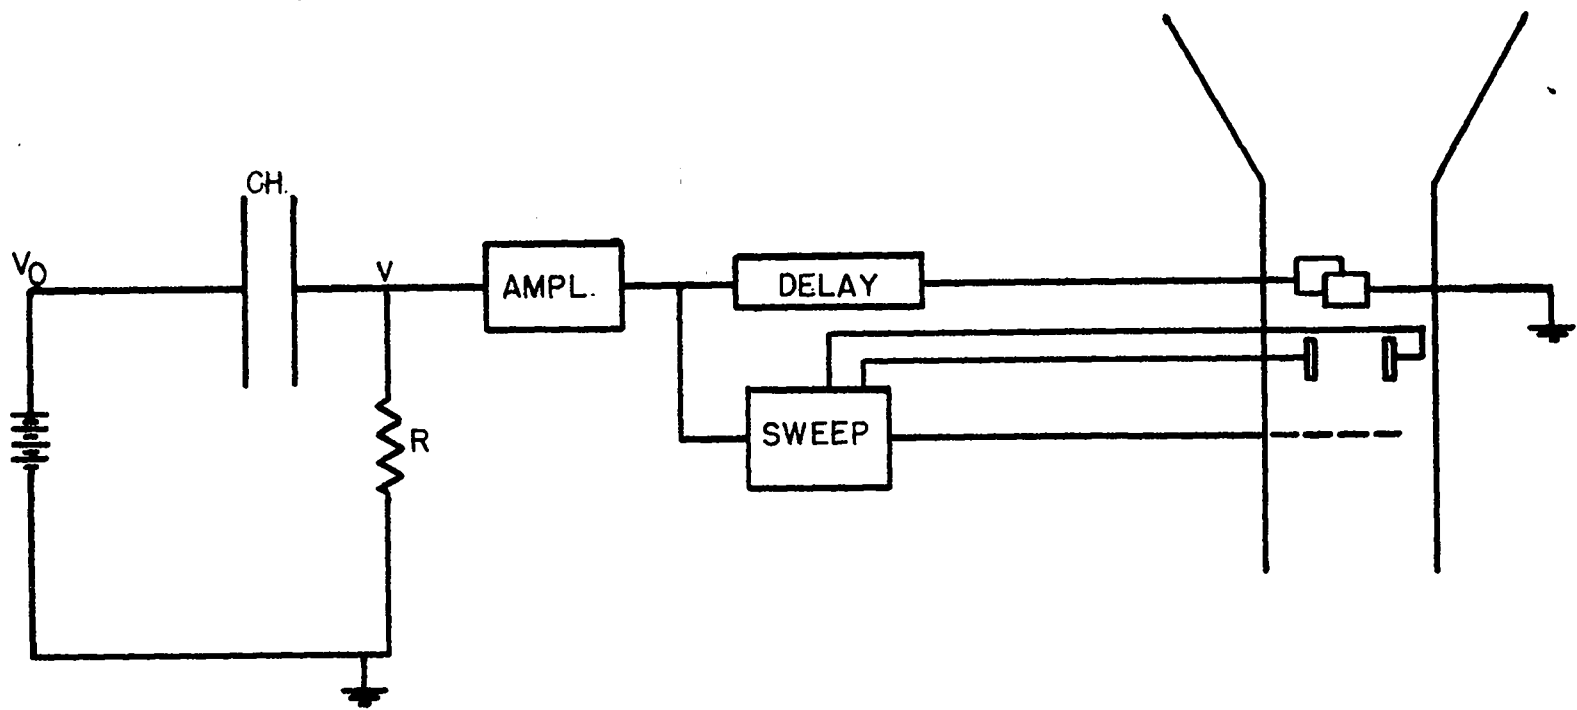 CH.
V0
V
AMPL.
DELAY
R
SWEEP